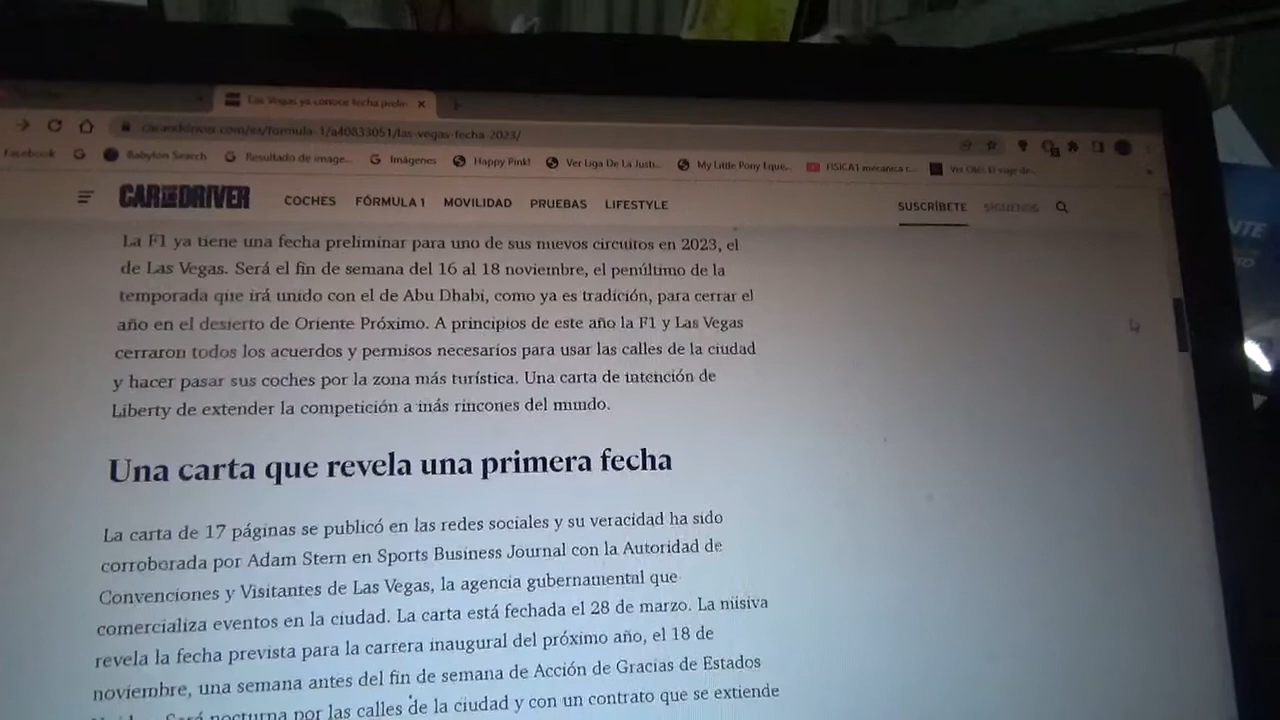 Las Vegas ya conoce fecha prelim
carandriver.com/es/formula-1/a40833051/las-vegas-fecha-2023/
Facebook Babylon Search Resultado de image... Imágenes Happy Pink! Ver Liga De La Justi... My Little Pony Eque... FISICA1 mecanica c...
CAR AND DRIVER COCHES FÓRMULA 1 MOVILIDAD PRUEBAS LIFESTYLE SUSCRÍBETE SÍGUENOS
La F1 ya tiene una fecha preliminar para uno de sus nuevos circuitos en 2023, el
de Las Vegas. Será el fin de semana del 16 al 18 noviembre, el penúltimo de la
temporada que irá unido con el de Abu Dhabi, como ya es tradición, para cerrar el
año en el desierto de Oriente Próximo. A principios de este año la F1 y Las Vegas
cerraron todos los acuerdos y permisos necesarios para usar las calles de la ciudad
y hacer pasar sus coches por la zona más turística. Una carta de intención de
Liberty de extender la competición a más rincones del mundo.
Una carta que revela una primera fecha
La carta de 17 páginas se publicó en las redes sociales y su veracidad ha sido
corroborada por Adam Stern en Sports Business Journal con la Autoridad de
Convenciones y Visitantes de Las Vegas, la agencia gubernamental que
comercializa eventos en la ciudad. La carta está fechada el 28 de marzo. La misiva
revela la fecha prevista para la carrera inaugural del próximo año, el 18 de
noviembre, una semana antes del fin de semana de Acción de Gracias de Estados
Será nocturna por las calles de la ciudad y con un contrato que se extiende